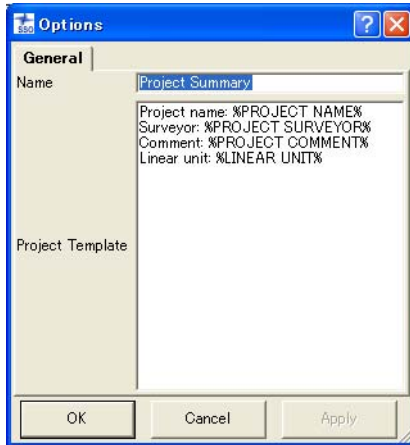 SSO Options
General
Name Project Summary
Project name: %PROJECT NAME%
Surveyor: %PROJECT SURVEYOR%
Comment: %PROJECT COMMENT%
Linear unit: %LINEAR UNIT%
Project Template
OK Cancel Apply